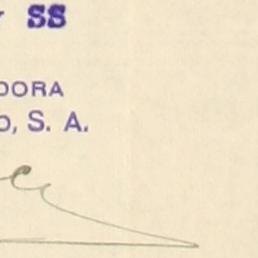 SS
DORA
O, S. A.